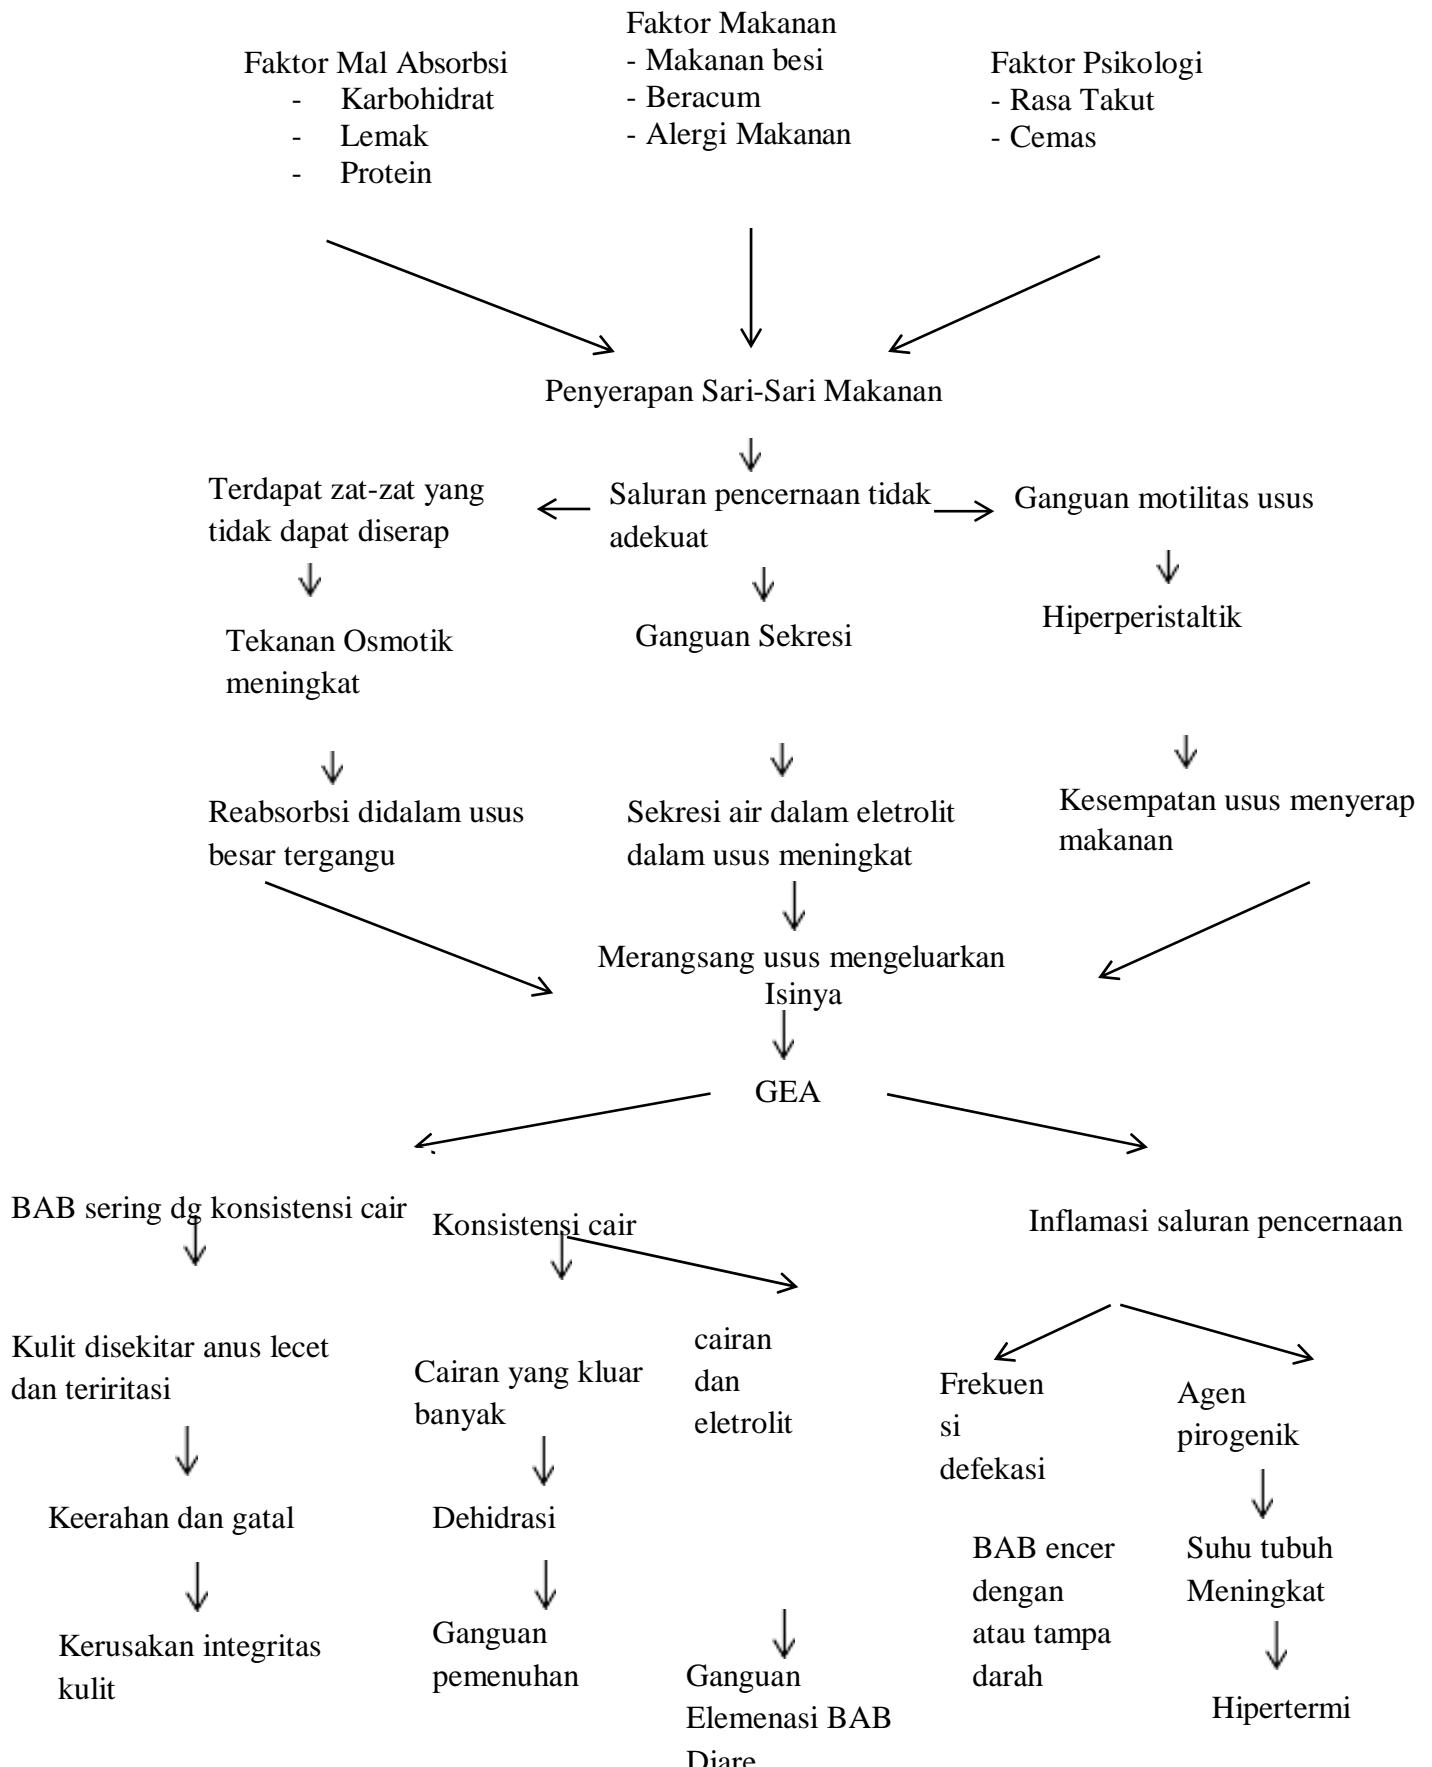 Faktor Mal Absorbsi
- Karbohidrat
- Lemak
- Protein
Faktor Makanan
- Makanan besi
- Beracum
- Alergi Makanan
Faktor Psikologi
- Rasa Takut
- Cemas
Penyerapan Sari-Sari Makanan
Terdapat zat-zat yang
tidak dapat diserap
Saluran pencernaan tidak
adekuat
Ganguan motilitas usus
Tekanan Osmotik
meningkat
Ganguan Sekresi
Hiperperistaltik
Reabsorbsi didalam usus
besar tergangu
Sekresi air dalam eletrolit
dalam usus meningkat
Kesempatan usus menyerap
makanan
Merangsang usus mengeluarkan
Isinya
GEA
BAB sering dg konsistensi cair
Konsistensi cair
Inflamasi saluran pencernaan
Kulit disekitar anus lecet
dan teriritasi
Cairan yang kluar
banyak
cairan
dan
eletrolit
Frekuen
si
defekasi
Agen
pirogenik
Keerahan dan gatal
Dehidrasi
BAB encer
dengan
atau tampa
darah
Suhu tubuh
Meningkat
Kerusakan integritas
kulit
Ganguan
pemenuhan
Ganguan
Elemenasi BAB
Diare
Hipertermi